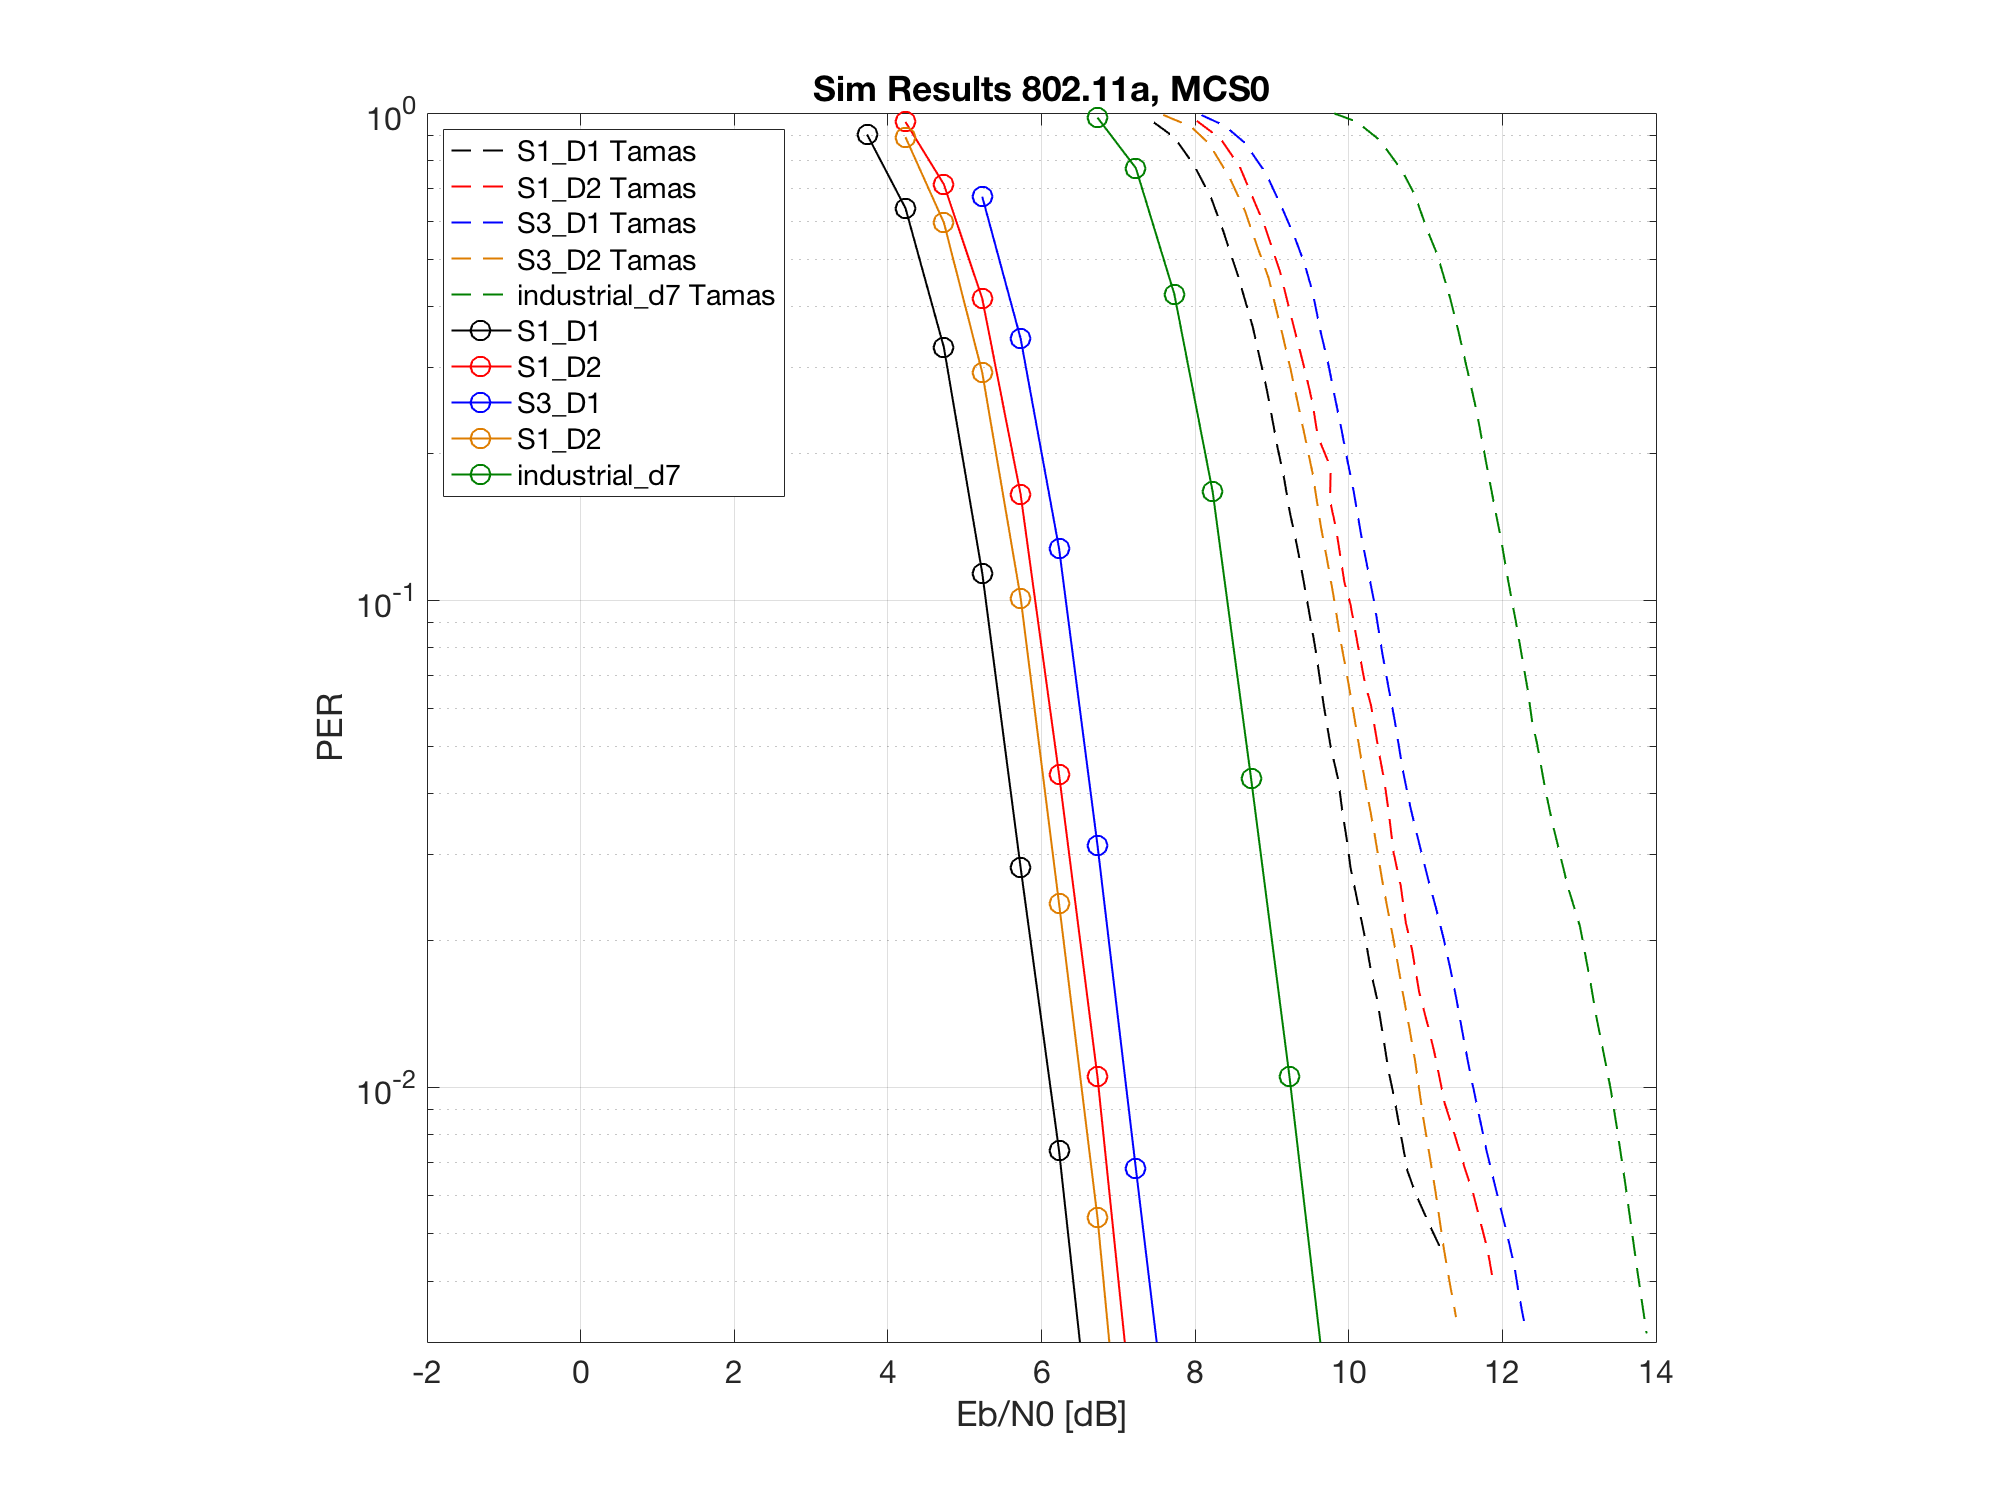 Sim Results 802.11a, MCS0
10^0
S1_D1 Tamas
S1_D2 Tamas
S3_D1 Tamas
S3_D2 Tamas
industrial_d7 Tamas
S1_D1
S1_D2
S3_D1
S1_D2
industrial_d7
10^-1
PER
10^-2
-2 0 2 4 6 8 10 12 14
Eb/N0 [dB]